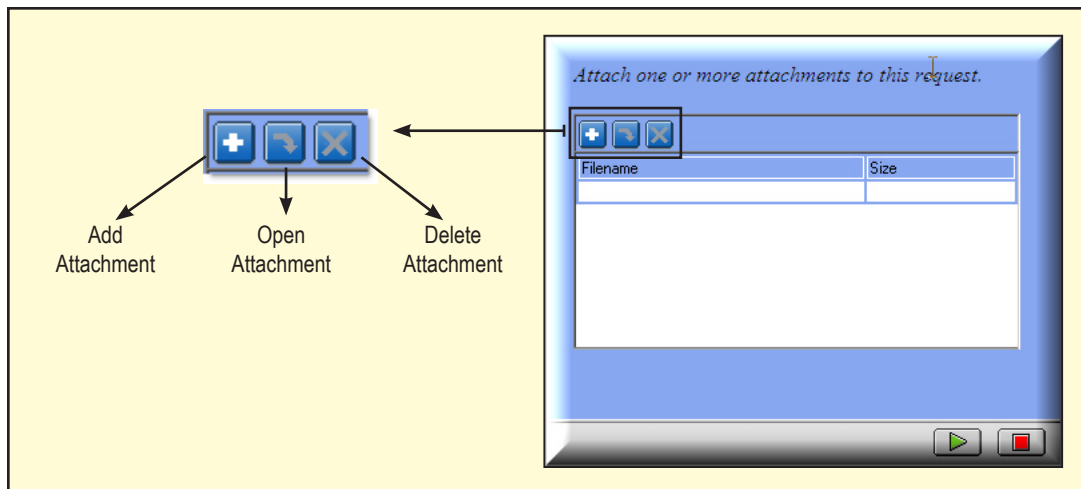 Attach one or more attachments to this request.
Filename Size
Add
Attachment
Open
Attachment
Delete
Attachment